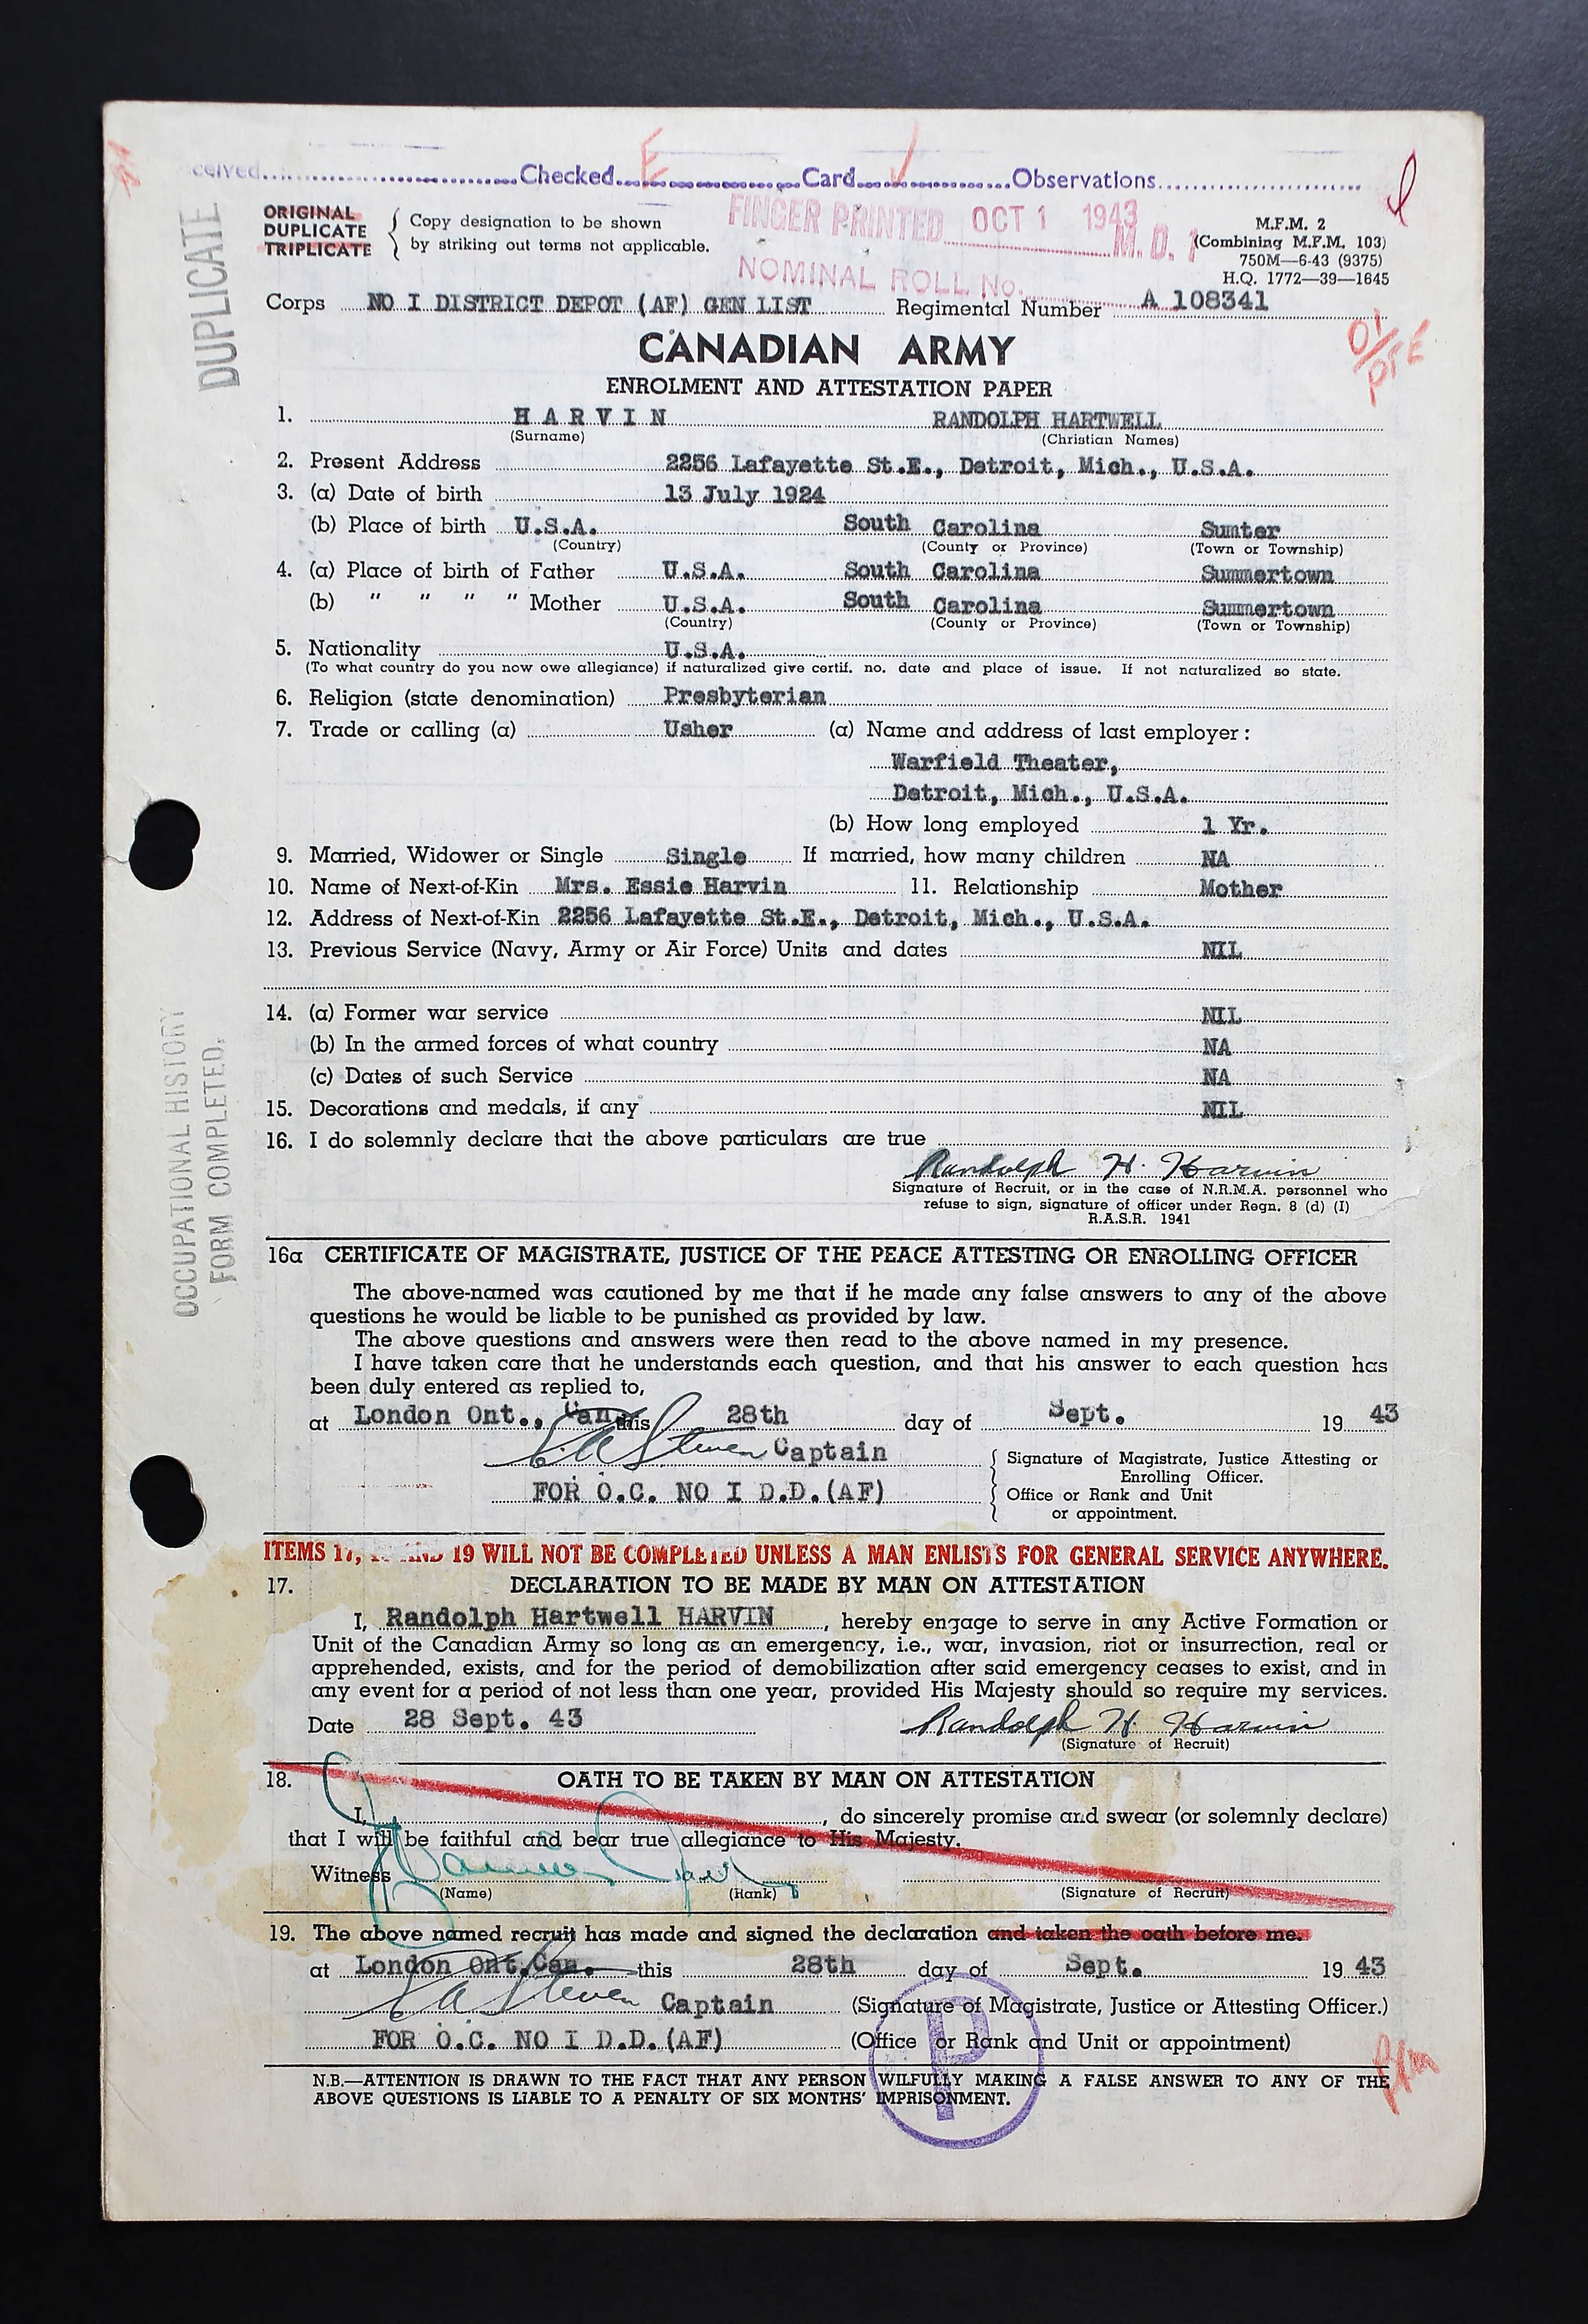 ceived.......... Checked E Card ✓ Observations
ORIGINAL
DUPLICATE
TRIPLICATE
Copy designation to be shown
by striking out terms not applicable.
DUPLICATE
FINGER PRINTED OCT 1 1943 M. D. 1
NOMINAL ROLL No.
M.F.M. 2
(Combining M.F.M. 103)
750M—6-43 (9375)
H.Q. 1772—39—1645
Corps NO I DISTRICT DEPOT (AF) GEN LIST Regimental Number A 108341
CANADIAN ARMY
ENROLMENT AND ATTESTATION PAPER
1. HARVIN RANDOLPH HARTWELL
(Surname) (Christian Names)
2. Present Address 2256 Lafayette St.E., Detroit, Mich., U.S.A.
3. (a) Date of birth 13 July 1924
(b) Place of birth U.S.A. South Carolina Sumter
(Country) (County or Province) (Town or Township)
4. (a) Place of birth of Father U.S.A. South Carolina Summertown
(b) " " " " Mother U.S.A. South Carolina Summertown
(Country) (County or Province) (Town or Township)
5. Nationality U.S.A.
(To what country do you now owe allegiance) if naturalized give certif. no. date and place of issue. If not naturalized so state.
6. Religion (state denomination) Presbyterian
7. Trade or calling (a) Usher (a) Name and address of last employer:
Warfield Theater,
Detroit, Mich., U.S.A.
(b) How long employed 1 Yr.
9. Married, Widower or Single Single If married, how many children NA
10. Name of Next-of-Kin Mrs. Essie Harvin 11. Relationship Mother
12. Address of Next-of-Kin 2256 Lafayette St.E., Detroit, Mich., U.S.A.
13. Previous Service (Navy, Army or Air Force) Units and dates NIL
14. (a) Former war service NIL
(b) In the armed forces of what country NA
(c) Dates of such Service NA
15. Decorations and medals, if any NIL
16. I do solemnly declare that the above particulars are true
Randolph H. Harvin
Signature of Recruit, or in the case of N.R.M.A. personnel who
refuse to sign, signature of officer under Regn. 8 (d) (I)
R.A.S.R. 1941
OCCUPATIONAL HISTORY
FORM COMPLETED.
16a CERTIFICATE OF MAGISTRATE, JUSTICE OF THE PEACE ATTESTING OR ENROLLING OFFICER
The above-named was cautioned by me that if he made any false answers to any of the above
questions he would be liable to be punished as provided by law.
The above questions and answers were then read to the above named in my presence.
I have taken care that he understands each question, and that his answer to each question has
been duly entered as replied to,
at London Ont., Can. this 28th day of Sept. 19 43
Captain
Signature of Magistrate, Justice Attesting or
Enrolling Officer.
FOR O.C. NO I D.D.(AF)
Office or Rank and Unit
or appointment.
ITEMS 17, AND 19 WILL NOT BE COMPLETED UNLESS A MAN ENLISTS FOR GENERAL SERVICE ANYWHERE.
17. DECLARATION TO BE MADE BY MAN ON ATTESTATION
I, Randolph Hartwell HARVIN, hereby engage to serve in any Active Formation or
Unit of the Canadian Army so long as an emergency, i.e., war, invasion, riot or insurrection, real or
apprehended, exists, and for the period of demobilization after said emergency ceases to exist, and in
any event for a period of not less than one year, provided His Majesty should so require my services.
Date 28 Sept. 43 Randolph H. Harvin
(Signature of Recruit)
18. OATH TO BE TAKEN BY MAN ON ATTESTATION
I, , do sincerely promise and swear (or solemnly declare)
that I will be faithful and bear true allegiance to His Majesty.
Witness
(Name) (Rank) (Signature of Recruit)
19. The above named recruit has made and signed the declaration and taken the oath before me.
at London Ont.Can. this 28th day of Sept. 19 43
Captain (Signature of Magistrate, Justice or Attesting Officer.)
FOR O.C. NO I D.D.(AF) (Office or Rank and Unit or appointment)
P
N.B.—ATTENTION IS DRAWN TO THE FACT THAT ANY PERSON WILFULLY MAKING A FALSE ANSWER TO ANY OF THE
ABOVE QUESTIONS IS LIABLE TO A PENALTY OF SIX MONTHS' IMPRISONMENT.